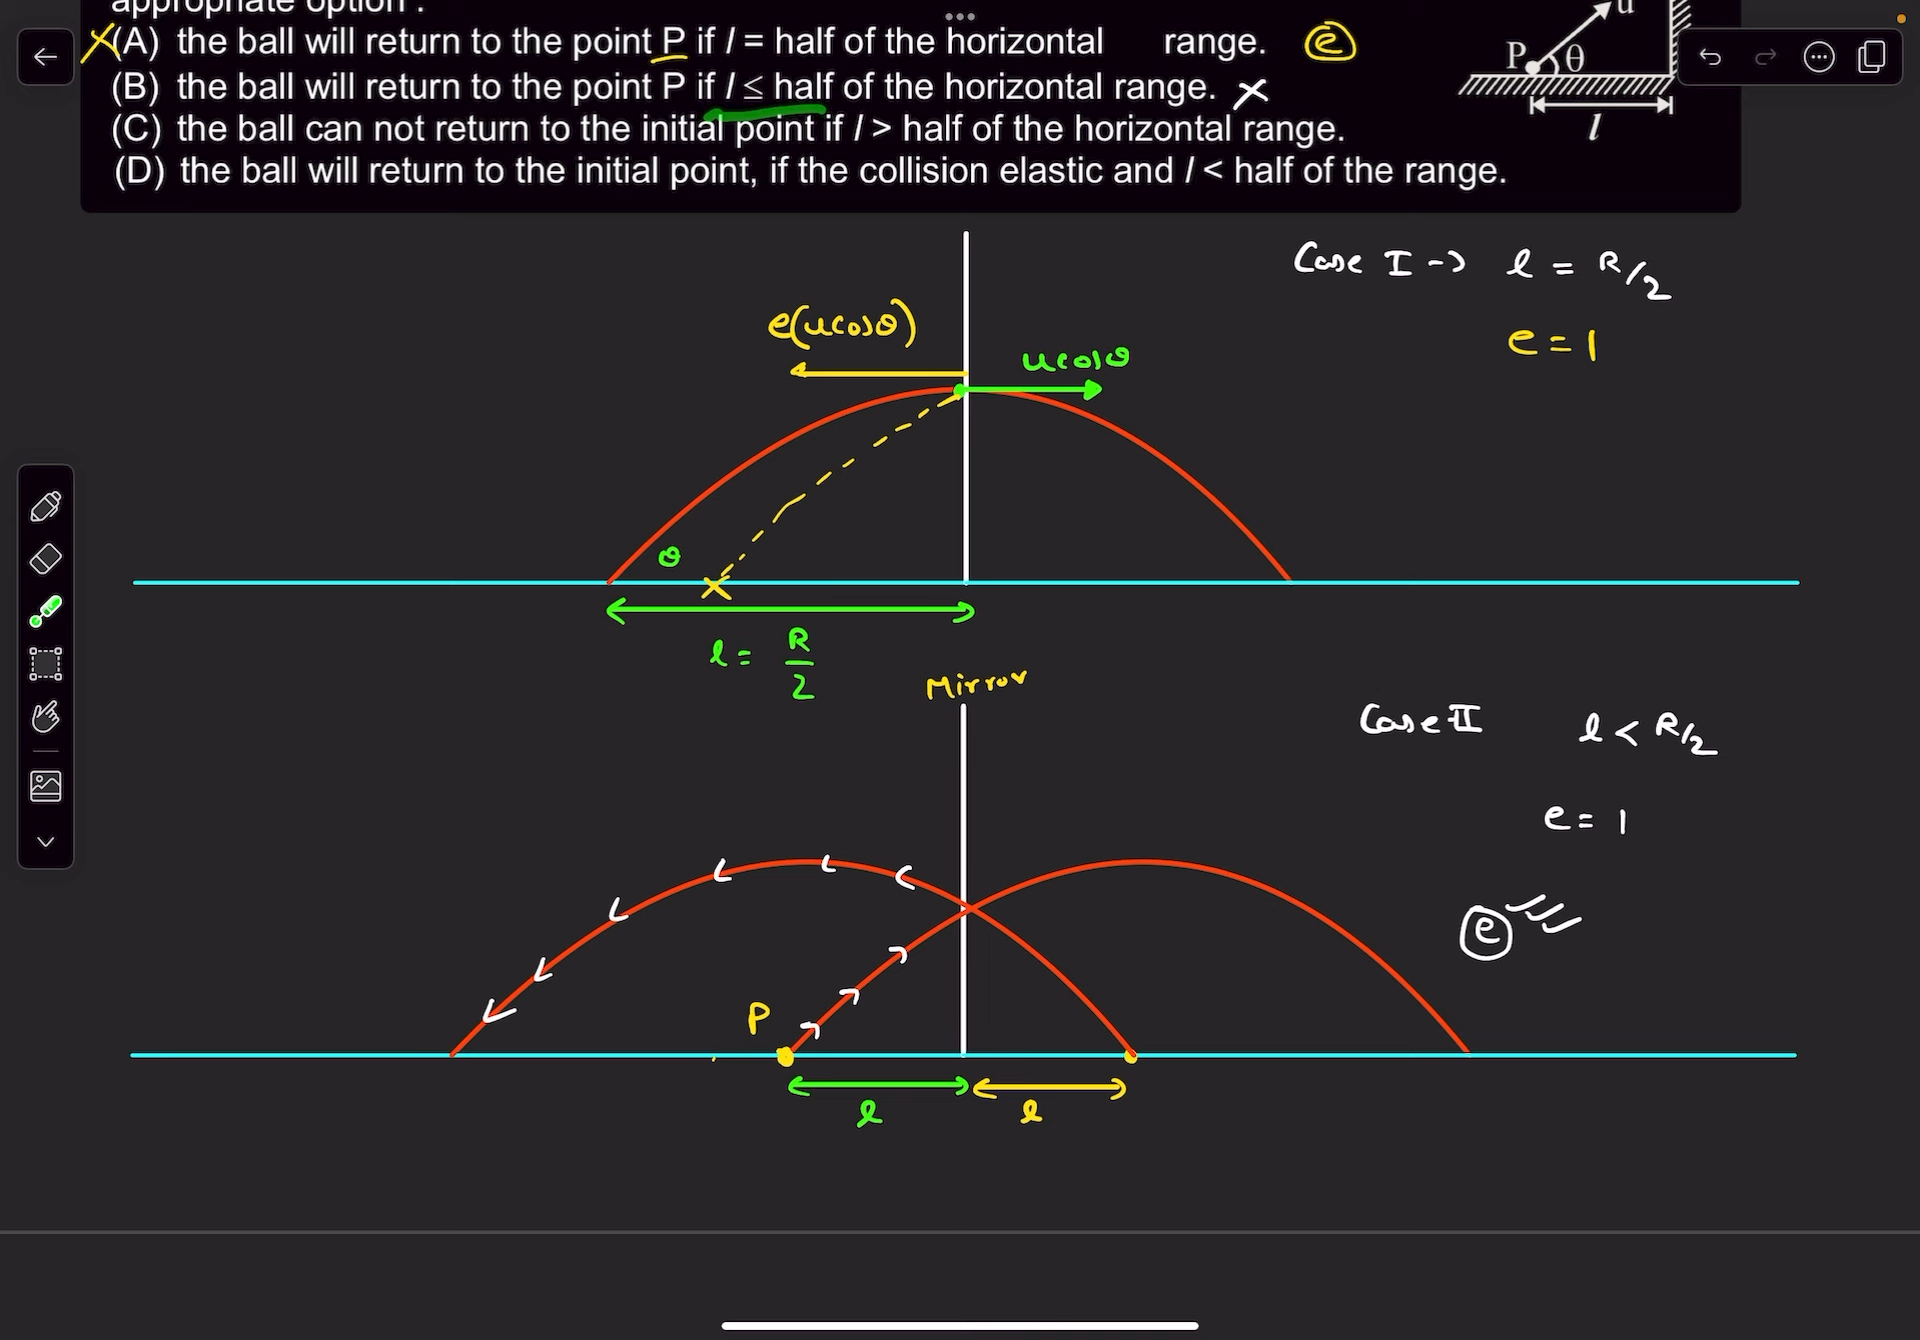 appropriate option :
(A) the ball will return to the point P if l = half of the horizontal range. e
(B) the ball will return to the point P if l ≤ half of the horizontal range. ×
(C) the ball can not return to the initial point if l > half of the horizontal range.
(D) the ball will return to the initial point, if the collision elastic and l < half of the range.
u
P θ
l
Case I -> l = R/2
e = 1
e(ucosθ)
ucosθ
θ
l = R/2
Mirror
Case II l < R/2
e = 1
e
P
l l